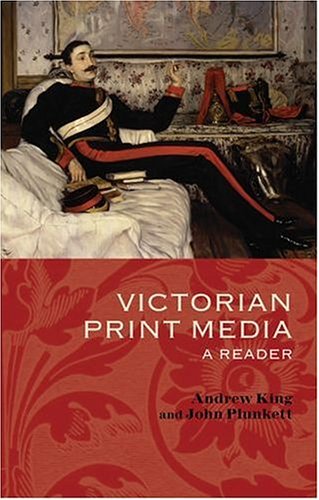 VICTORIAN
PRINT MEDIA
A READER
Andrew King
and John Plunkett